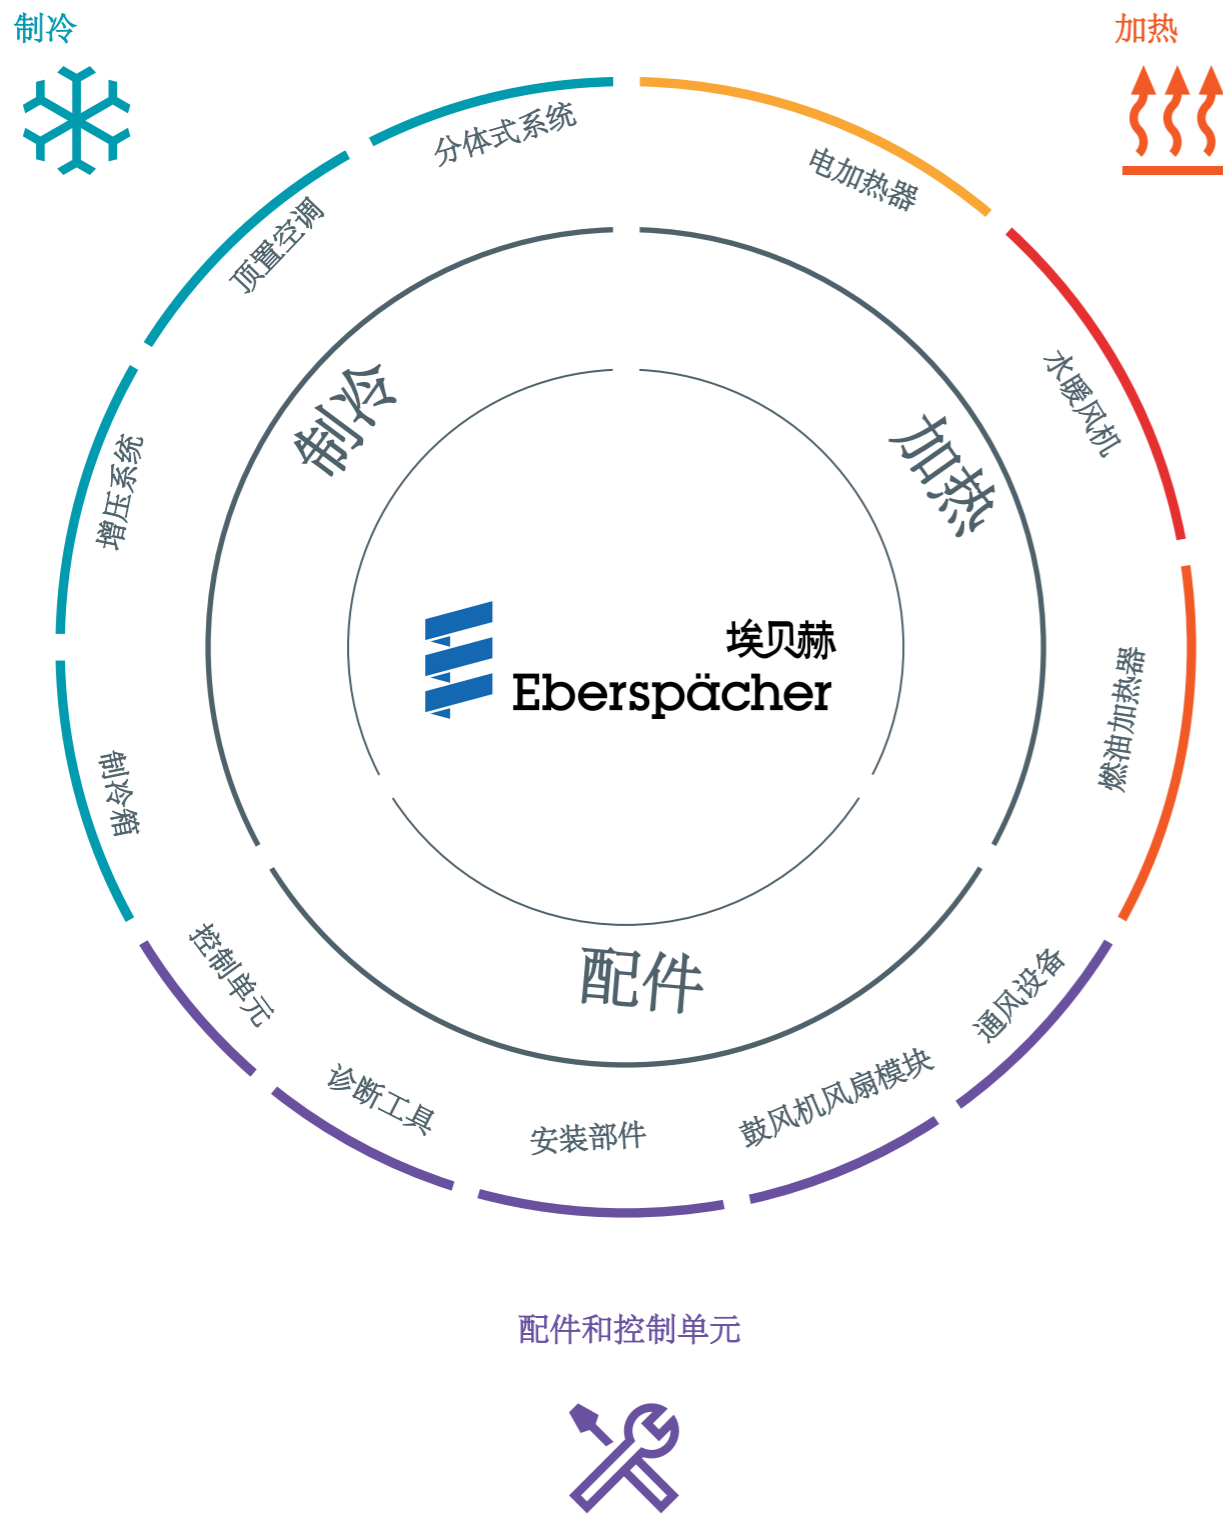 制冷
加热
分体式系统
电加热器
顶置空调
水暖风机
制冷
加热
增压系统
埃贝赫
Eberspächer
燃油加热器
制冷箱
控制单元
配件
通风设备
诊断工具
安装部件
鼓风机风扇模块
配件和控制单元